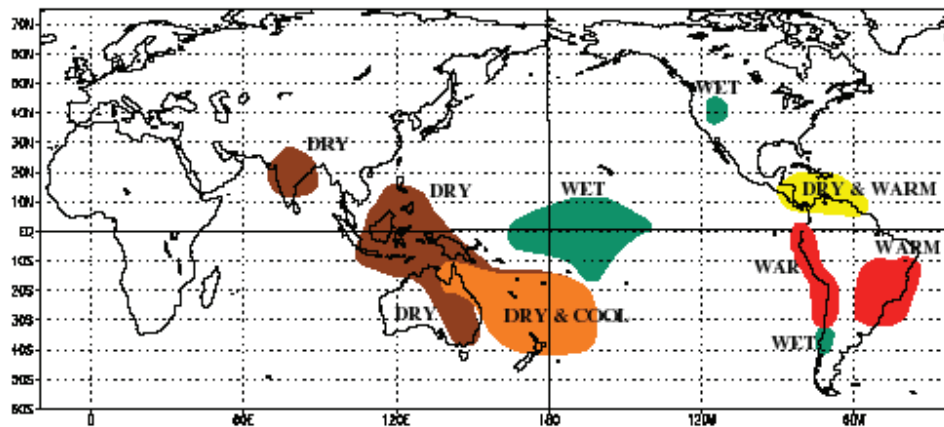 70N
60N
50N
40N
30N
20N
10N
EQ
10S
20S
30S
40S
50S
60S
WET
DRY
DRY
WET
DRY & WARM
WARM
WAR
DRY
DRY & COOL
WET
0
60E
120E
180
120W
60W